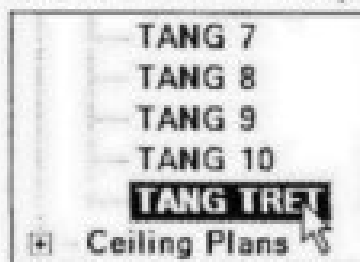 TANG 7
TANG 8
TANG 9
TANG 10
TANG TRET
Ceiling Plans